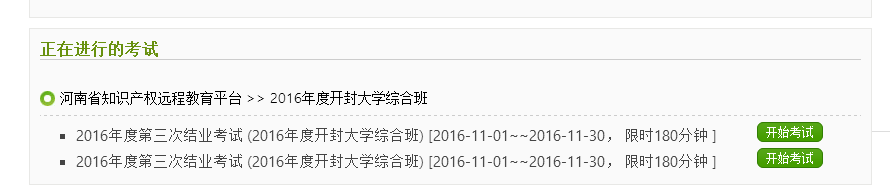 正在进行的考试
河南省知识产权远程教育平台 >> 2016年度开封大学综合班
2016年度第三次结业考试 (2016年度开封大学综合班) [2016-11-01~~2016-11-30， 限时180分钟 ] 开始考试
2016年度第三次结业考试 (2016年度开封大学综合班) [2016-11-01~~2016-11-30， 限时180分钟 ] 开始考试